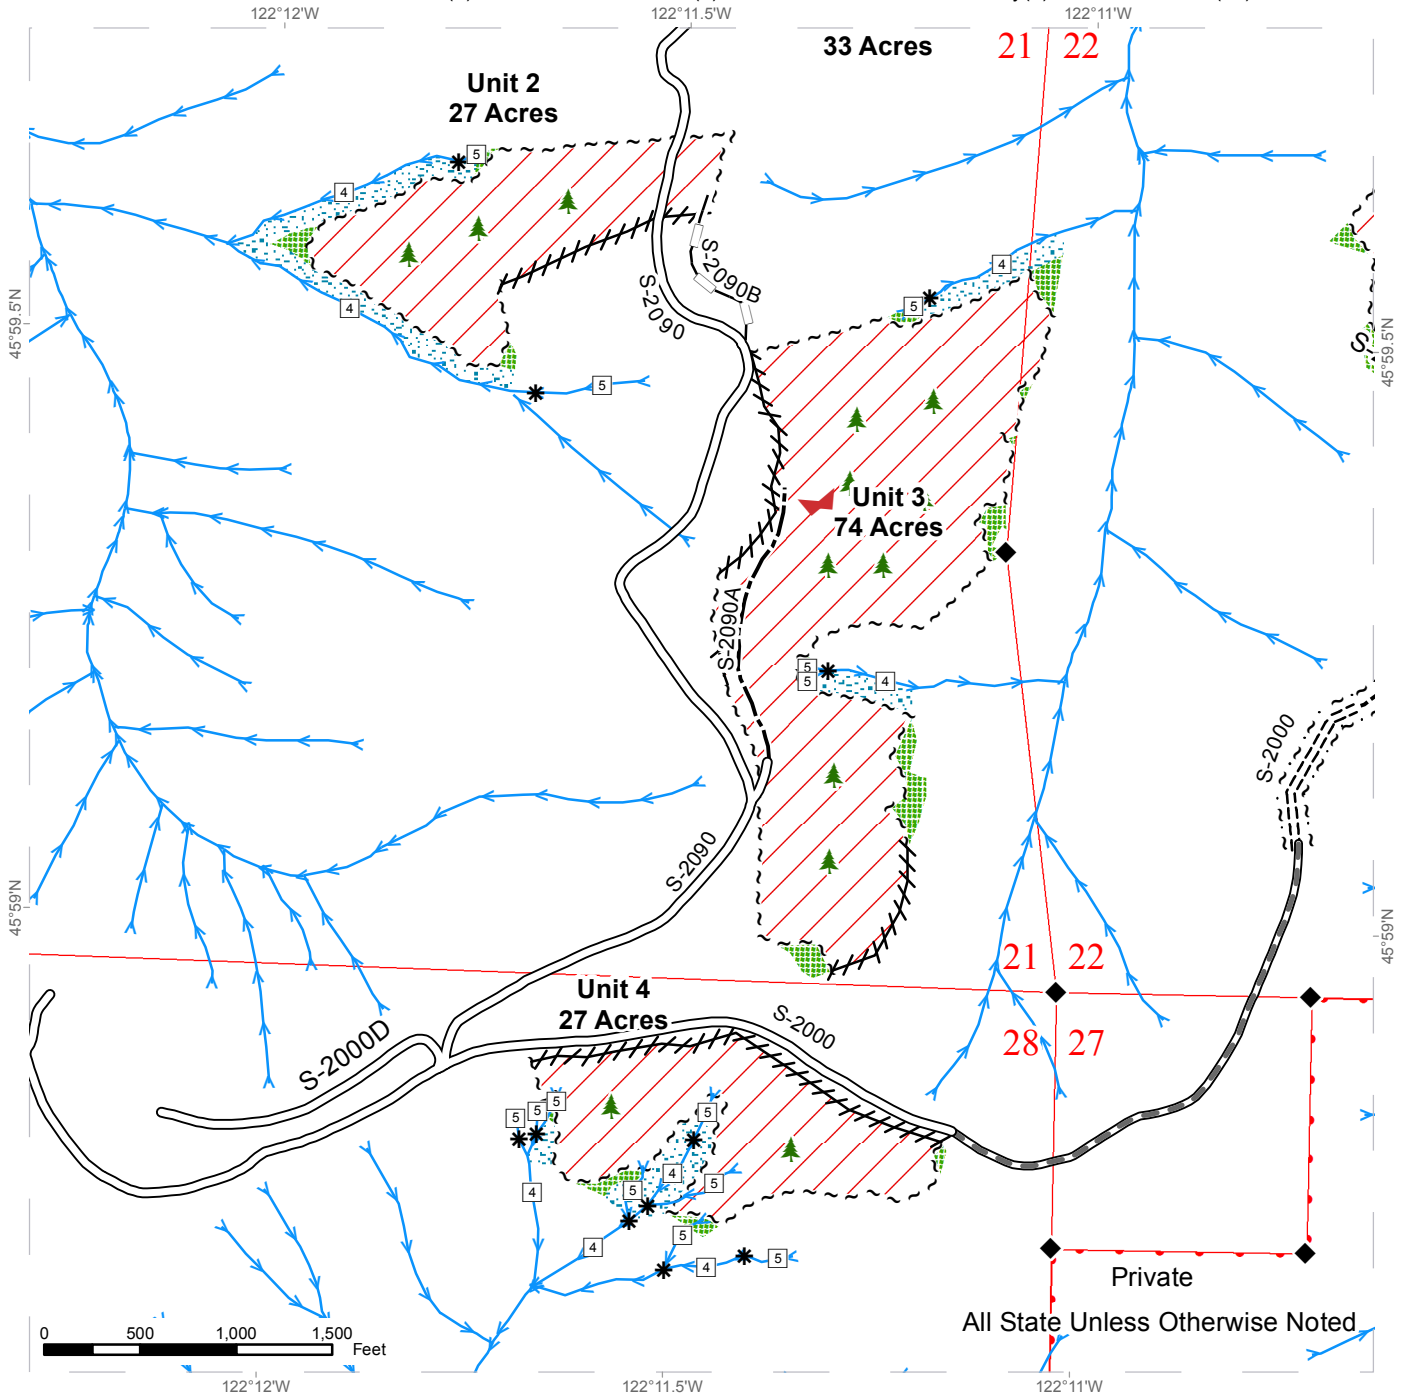 122°12'W
122°11.5'W
122°11'W
33 Acres
21
22
Unit 2
27 Acres
5
4
4
5
S-2090B
S-2090
4
5
45°59.5'N
45°59.5'N
S
Unit 3
74 Acres
S-2090A
5
5
4
S-2000
S-2090
45°59'N
45°59'N
21
22
Unit 4
27 Acres
S-2000
S-2000D
28
27
5
5
5
5
4
4
5
5
5
4
4
5
Private
All State Unless Otherwise Noted
0
500
1,000
1,500
Feet
122°12'W
122°11.5'W
122°11'W